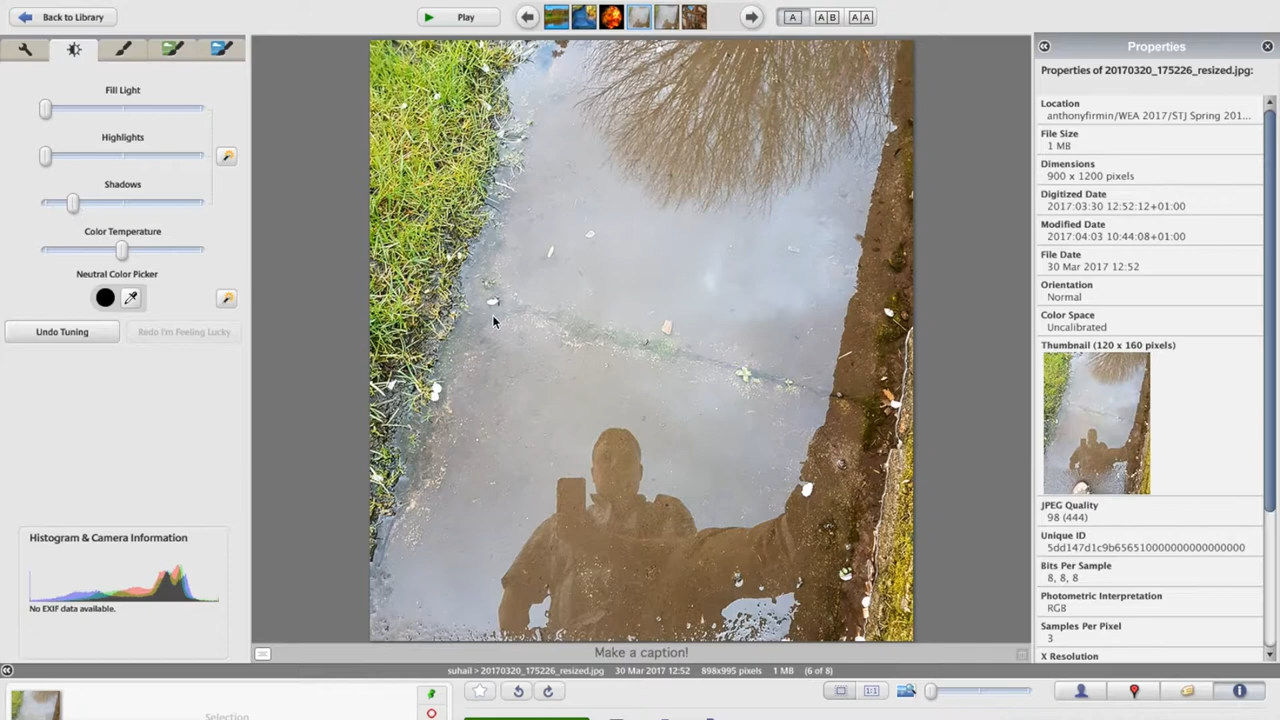 Back to Library
Play
A
AB
AA
Fill Light
Highlights
Shadows
Color Temperature
Neutral Color Picker
Undo Tuning
Redo I'm Feeling Lucky
Histogram & Camera Information
No EXIF data available.
Make a caption!
suhail > 20170320_175226_resized.jpg 30 Mar 2017 12:52 898x995 pixels 1 MB (6 of 8)
Selection
1:1
Properties
Properties of 20170320_175226_resized.jpg:
Location
anthonyfirmin/WEA 2017/STJ Spring 201...
File Size
1 MB
Dimensions
900 x 1200 pixels
Digitized Date
2017:03:30 12:52:12+01:00
Modified Date
2017:04:03 10:44:08+01:00
File Date
30 Mar 2017 12:52
Orientation
Normal
Color Space
Uncalibrated
Thumbnail (120 x 160 pixels)
JPEG Quality
98 (444)
Unique ID
5dd147d1c9b656510000000000000000
Bits Per Sample
8, 8, 8
Photometric Interpretation
RGB
Samples Per Pixel
3
X Resolution